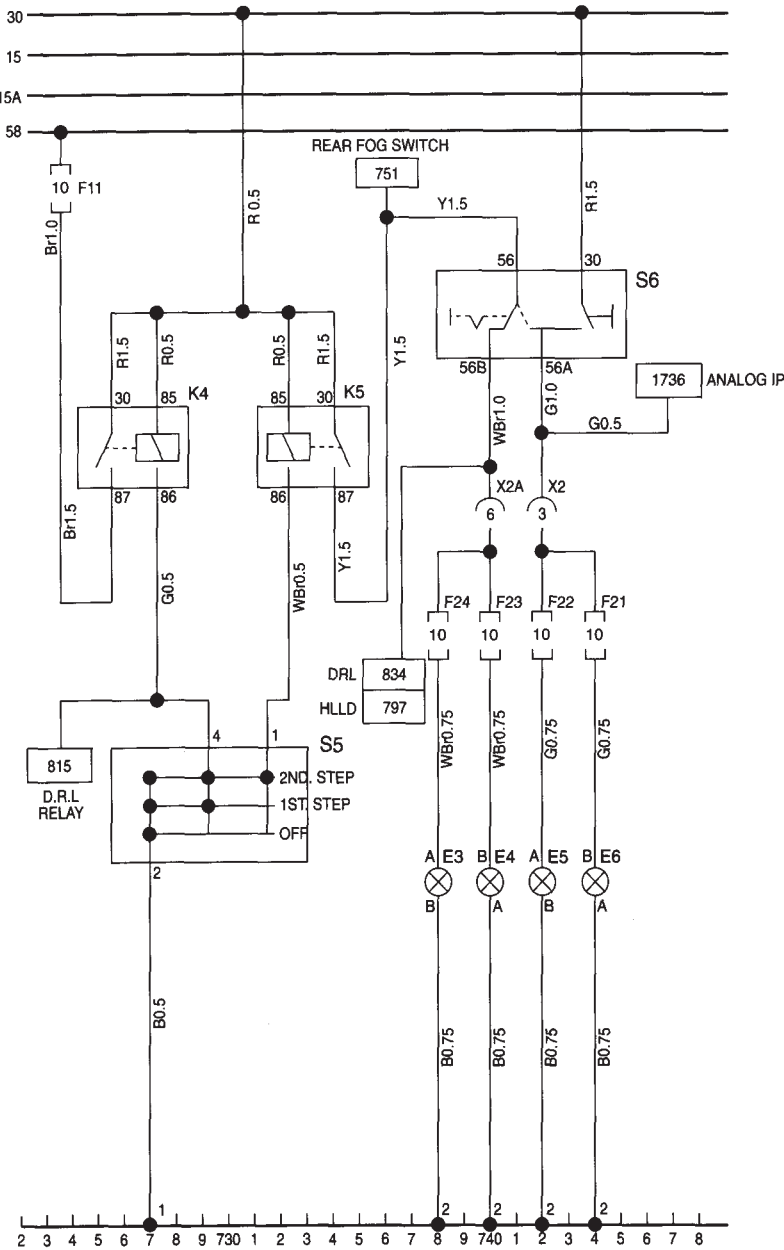 30
15
15A
58
REAR FOG SWITCH
751
10 F11
Br1.0
R 0.5
Y1.5
R1.5
56 30
S6
R1.5 R0.5 R0.5 R1.5
Y1.5
56B 56A
1736 ANALOG IP
30 85 K4 85 30 K5
WBr1.0 G1.0
G0.5
87 86 86 87
X2A X2
6 3
Br1.5
G0.5 WBr0.5 Y1.5
F24 F23 F22 F21
10 10 10 10
DRL 834
HLLD 797
4 1
S5
WBr0.75 WBr0.75 G0.75 G0.75
815
D.R.L
RELAY
2ND. STEP
1ST. STEP
OFF
2
A E3 B E4 A E5 B E6
B A B A
B0.5
B0.75 B0.75 B0.75 B0.75
1 2 2 2 2
2 3 4 5 6 7 8 9 730 1 2 3 4 5 6 7 8 9 740 1 2 3 4 5 6 7 8